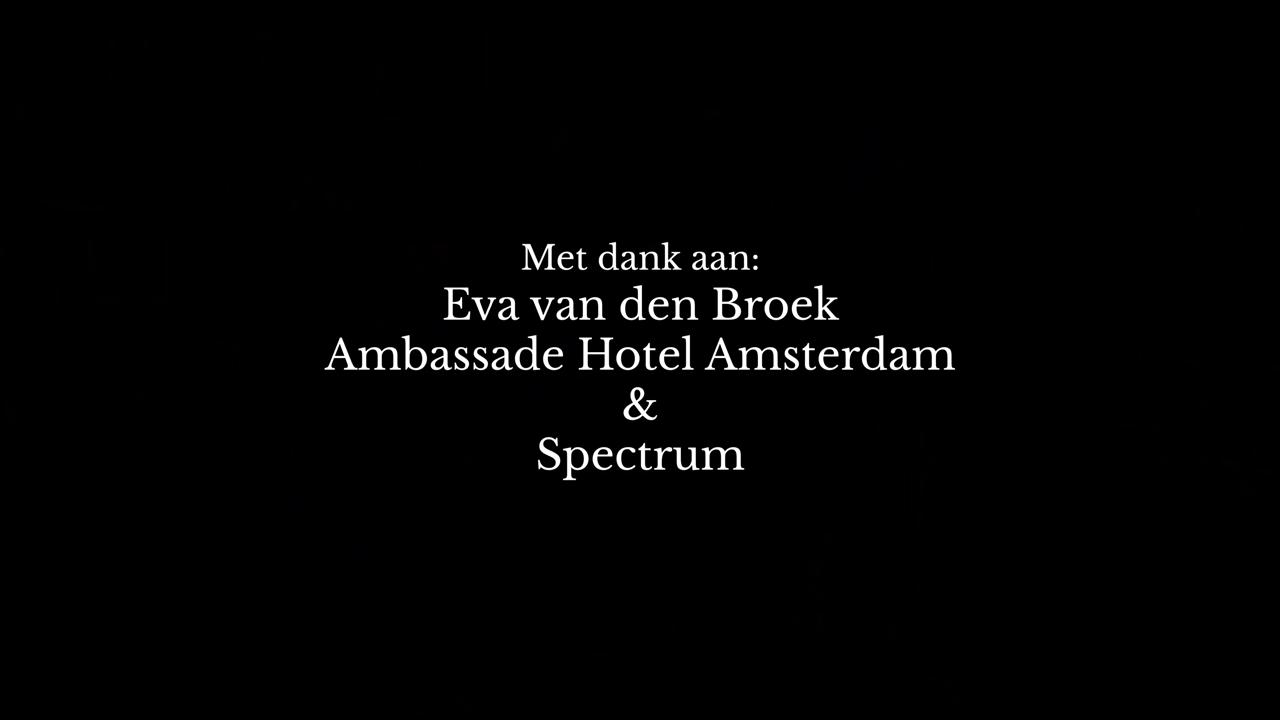 Met dank aan:
Eva van den Broek
Ambassade Hotel Amsterdam
&
Spectrum